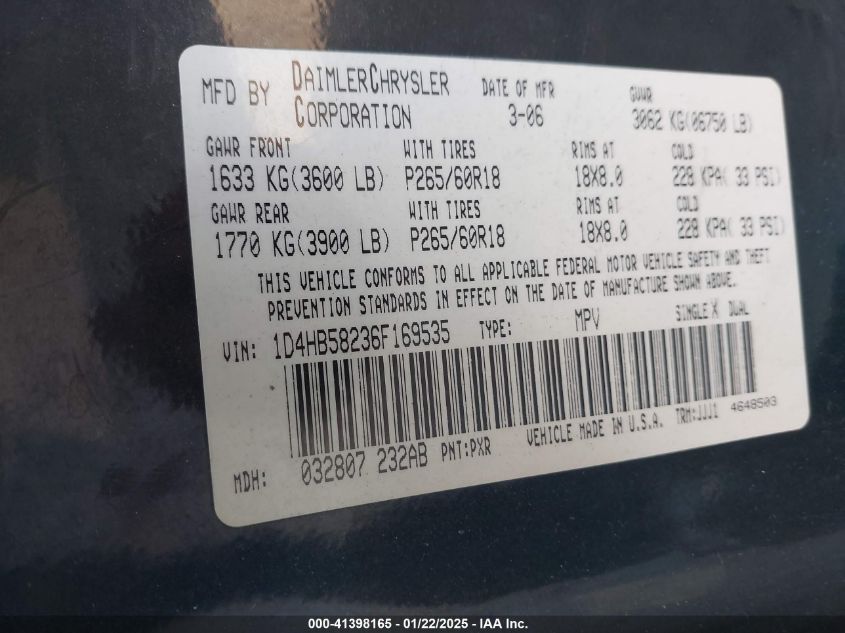 MFD BY DAIMLERCHRYSLER CORPORATION DATE OF MFR 3-06 GVWR 3062 KG(06750 LB)
GAWR FRONT WITH TIRES RIMS AT COLD
1633 KG(3600 LB) P265/60R18 18X8.0 228 KPA( 33 PSI)
GAWR REAR WITH TIRES RIMS AT COLD
1770 KG(3900 LB) P265/60R18 18X8.0 228 KPA( 33 PSI)
THIS VEHICLE CONFORMS TO ALL APPLICABLE FEDERAL MOTOR VEHICLE SAFETY AND THEFT
PREVENTION STANDARDS IN EFFECT ON THE DATE OF MANUFACTURE SHOWN ABOVE.
VIN: 1D4HB58236F169535 TYPE: MPV SINGLE X DUAL
MDH: 032807 232AB PNT:PXR VEHICLE MADE IN U.S.A. TRM:JJJ1 4648503
000-41398165 - 01/22/2025 - IAA Inc.